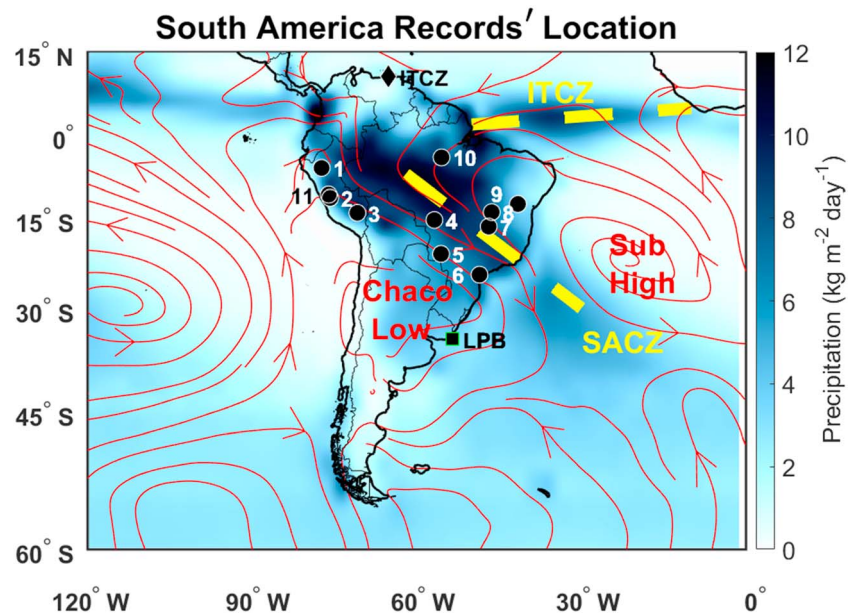 South America Records′ Location
15° N
0°
15° S
30° S
45° S
60° S
120° W
90° W
60° W
30° W
0°
ITCZ
ITCZ
10
1
11
2
3
4
9
8
7
5
6
Sub
High
Chaco
Low
LPB
SACZ
12
10
8
6
4
2
0
Precipitation (kg m⁻² day⁻¹)